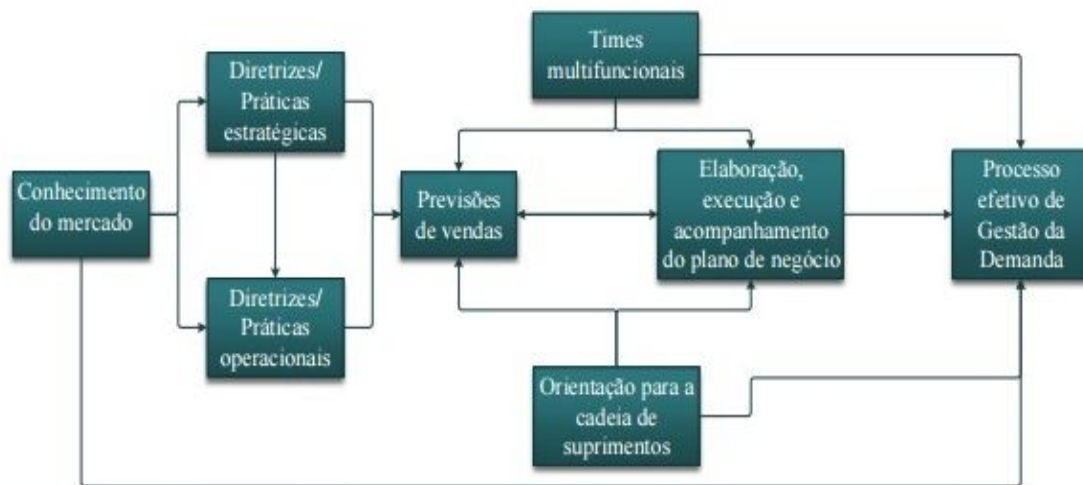 Times
multifuncionais
Diretrizes/
Práticas
estratégicas
Conhecimento
do mercado
Previsões
de vendas
Elaboração,
execução e
acompanhamento
do plano de negócio
Processo
efetivo de
Gestão da
Demanda
Diretrizes/
Práticas
operacionais
Orientação para a
cadeia de
suprimentos